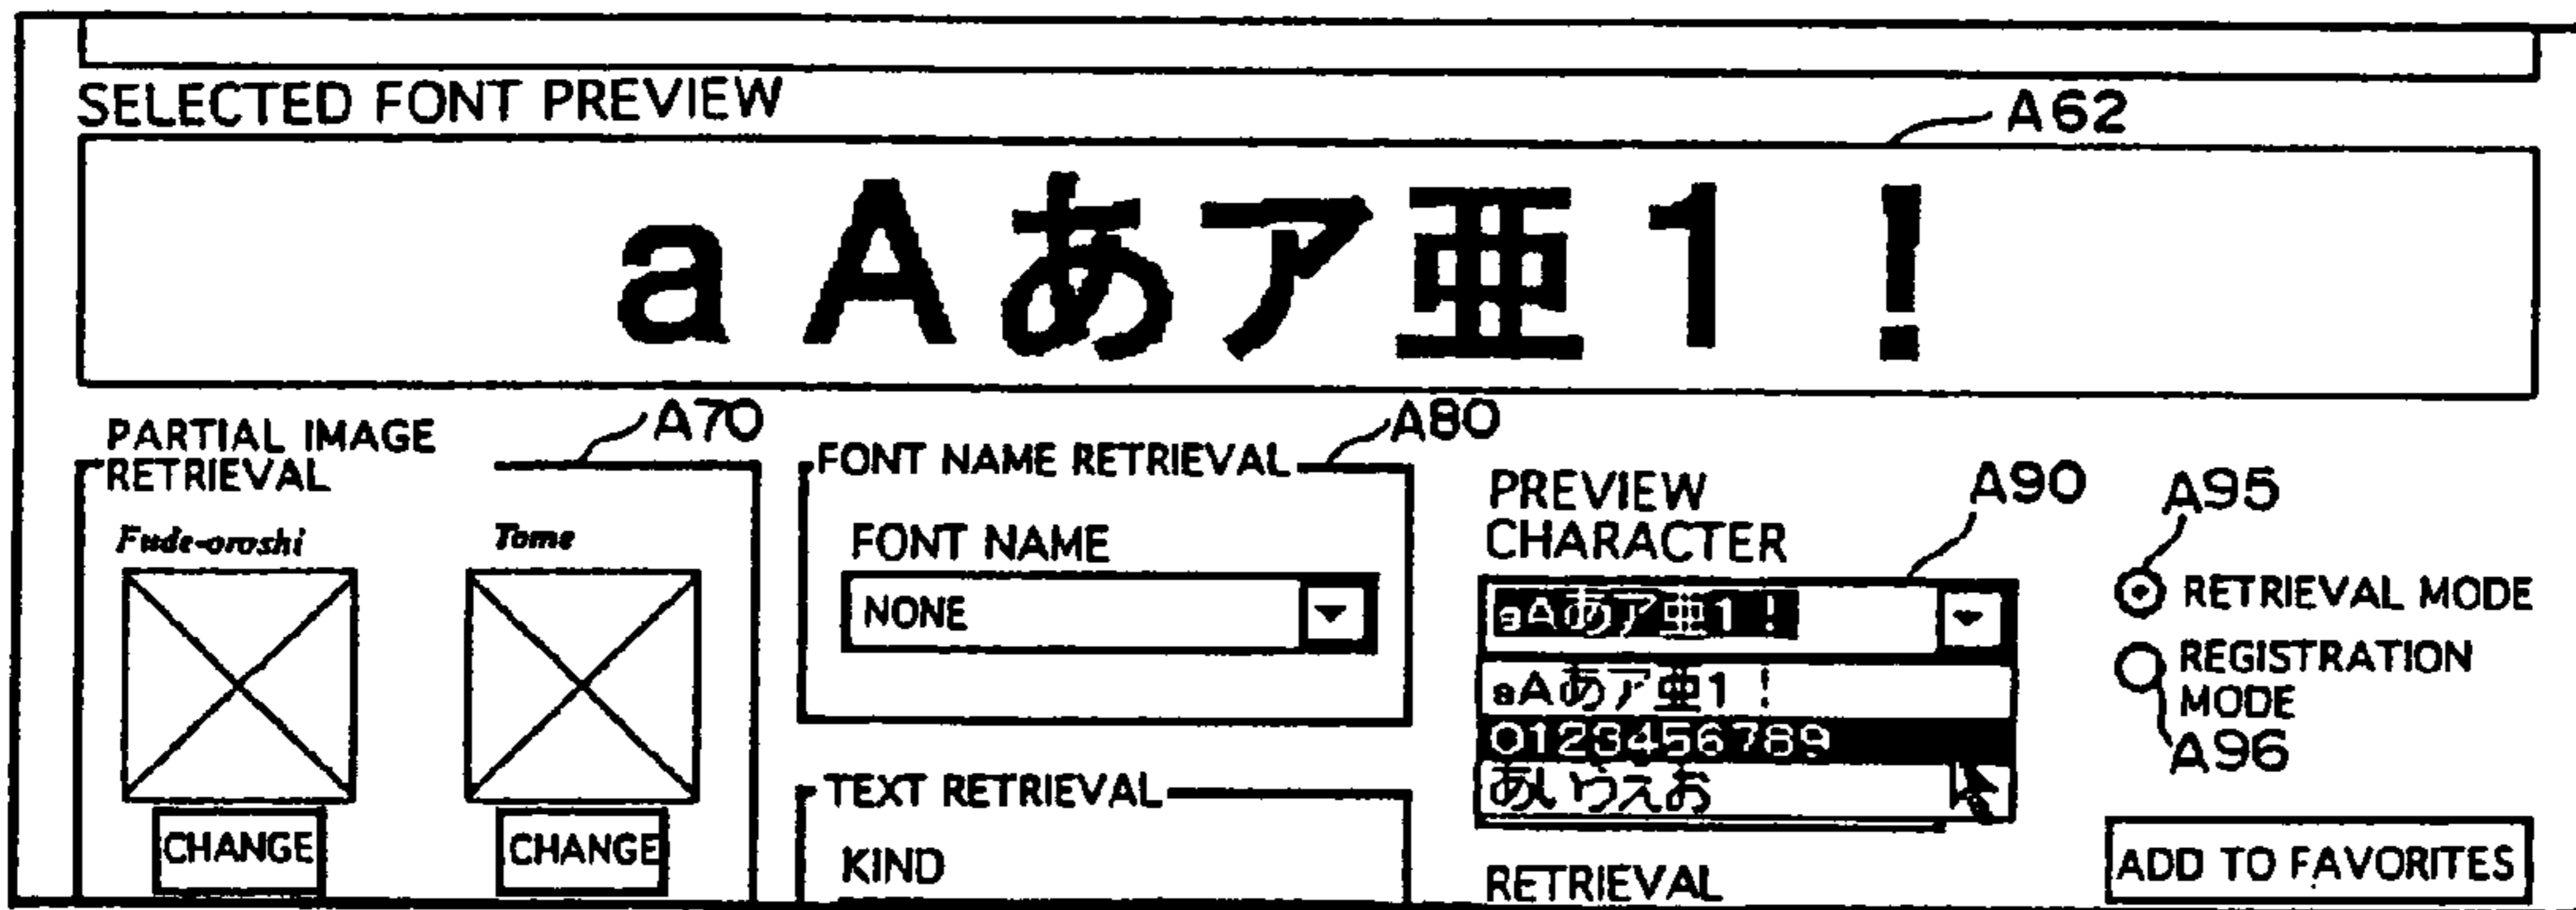 SELECTED FONT PREVIEW
A62
aAあア亜1！
PARTIAL IMAGE
RETRIEVAL
A70
Fude-oroshi
Tome
CHANGE
CHANGE
A80
FONT NAME RETRIEVAL
FONT NAME
NONE
TEXT RETRIEVAL
KIND
PREVIEW
CHARACTER
A90
aAあア亜1！
aAあア亜1！
0123456789
あいうえお
RETRIEVAL
A95
RETRIEVAL MODE
REGISTRATION
MODE
A96
ADD TO FAVORITES